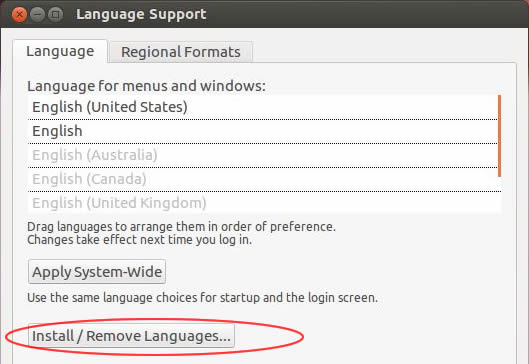 Language Support
Language
Regional Formats
Language for menus and windows:
English (United States)
English
English (Australia)
English (Canada)
English (United Kingdom)
Drag languages to arrange them in order of preference.
Changes take effect next time you log in.
Apply System-Wide
Use the same language choices for startup and the login screen.
Install / Remove Languages...